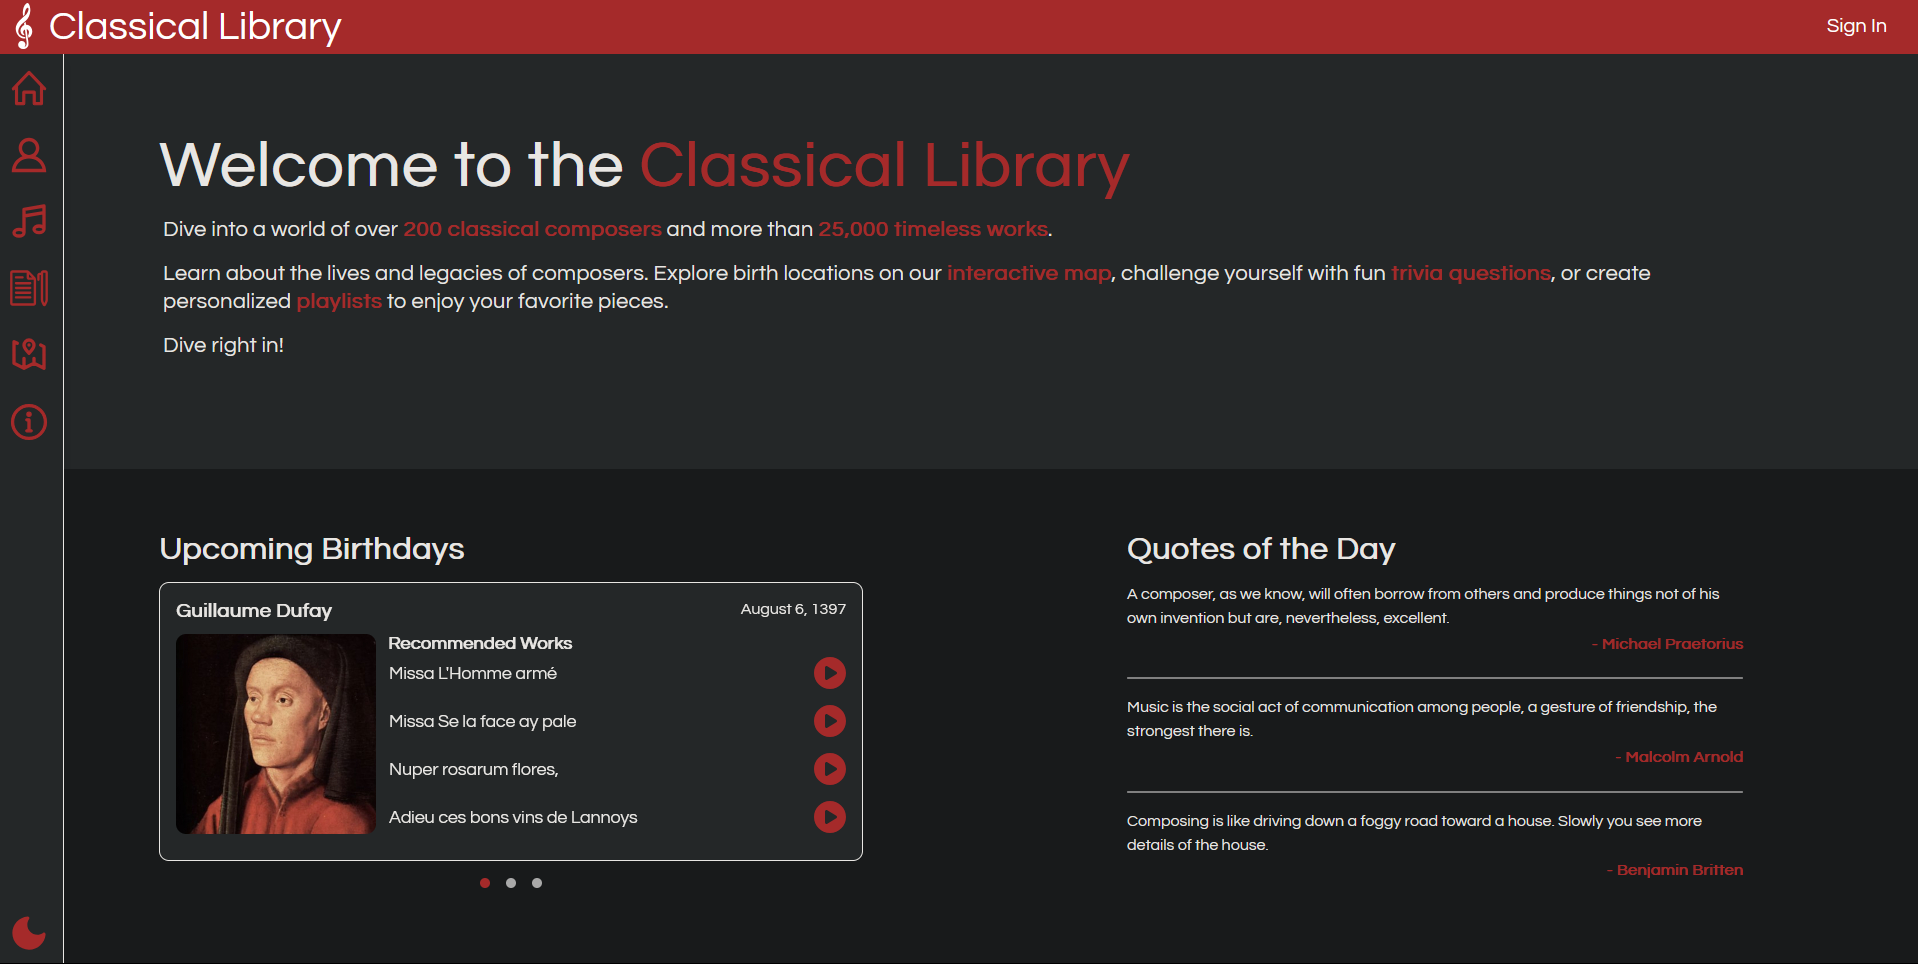 Classical Library
Sign In
Welcome to the Classical Library
Dive into a world of over 200 classical composers and more than 25,000 timeless works.
Learn about the lives and legacies of composers. Explore birth locations on our interactive map, challenge yourself with fun trivia questions, or create
personalized playlists to enjoy your favorite pieces.
Dive right in!
Upcoming Birthdays
Guillaume Dufay
August 6, 1397
Recommended Works
Missa L'Homme armé
Missa Se la face ay pale
Nuper rosarum flores,
Adieu ces bons vins de Lannoys
Quotes of the Day
A composer, as we know, will often borrow from others and produce things not of his
own invention but are, nevertheless, excellent.
- Michael Praetorius
Music is the social act of communication among people, a gesture of friendship, the
strongest there is.
- Malcolm Arnold
Composing is like driving down a foggy road toward a house. Slowly you see more
details of the house.
- Benjamin Britten